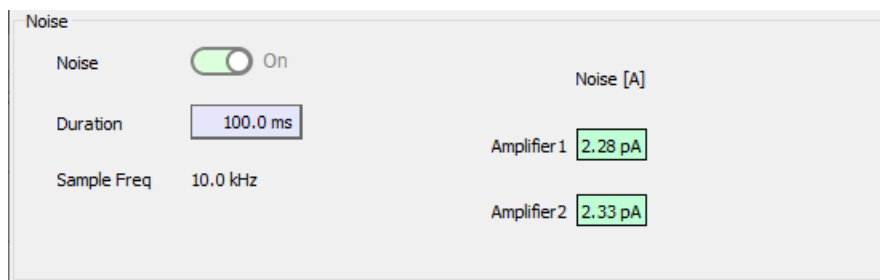 Noise
Noise On
Noise [A]
Duration 100.0 ms
Amplifier1 2.28 pA
Sample Freq 10.0 kHz
Amplifier2 2.33 pA